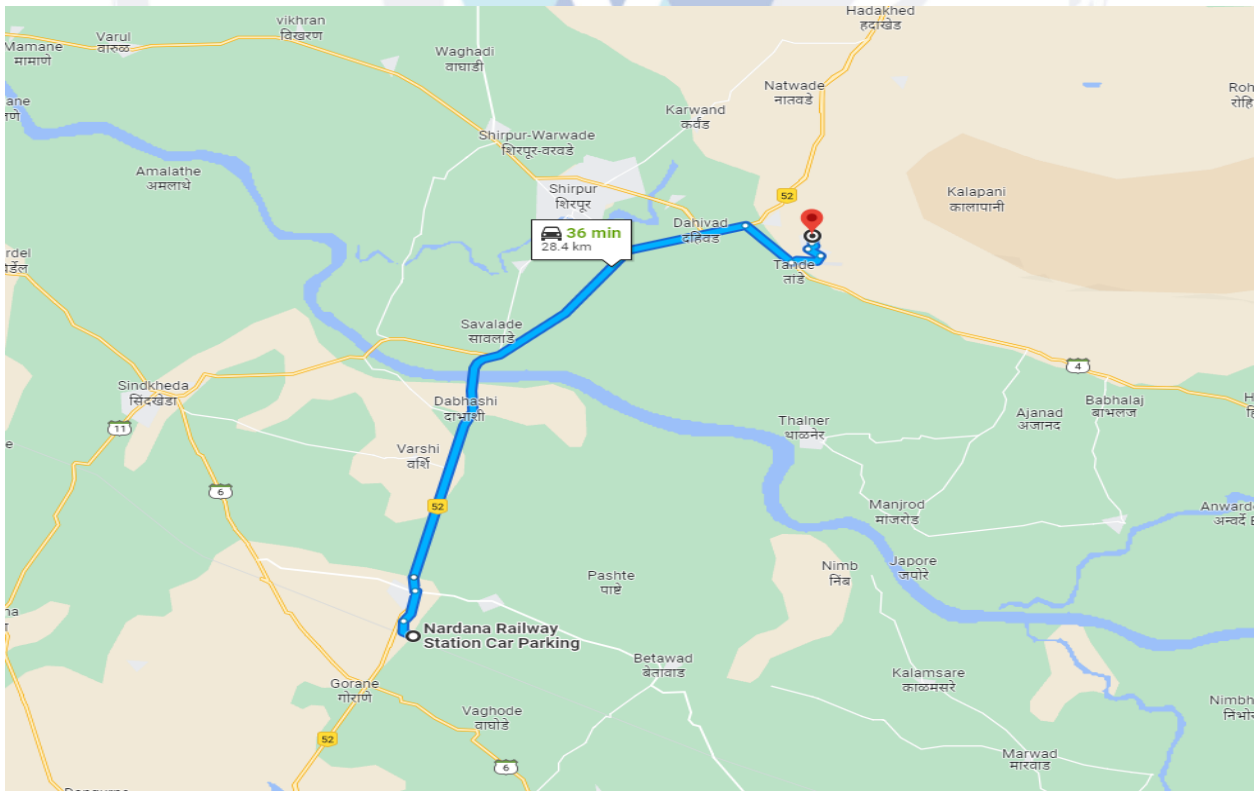 Hadakhed
हदाखेड
vikhran
विखरण
Varul
वारुळ
Mamane
मामाणे
Waghadi
वाघाडी
Natwade
नातवडे
Karwand
कर्वंड
Shirpur-Warwade
शिरपूर-वरवडे
Amalathe
अमलाथे
Shirpur
शिरपूर
52
Kalapani
कालापानी
Dahivad
दहिवड
36 min
28.4 km
Tande
तांडे
Savalade
सावळाडे
4
Sindkheda
सिंदखेडा
Dabhashi
दाभाशी
Babhalaj
बाभलज
Ajanad
अजानद
Thalner
थाळनेर
11
Varshi
वर्शि
6
52
Manjrod
मांजरोड
Japore
जपोरे
Nimb
निंब
Pashte
पाष्टे
Nardana Railway
Station Car Parking
Betawad
बेतावाड
Kalamsare
काळमसरे
Gorane
गोराणे
Vaghode
वाघोडे
52
6
Marwad
मारवाड